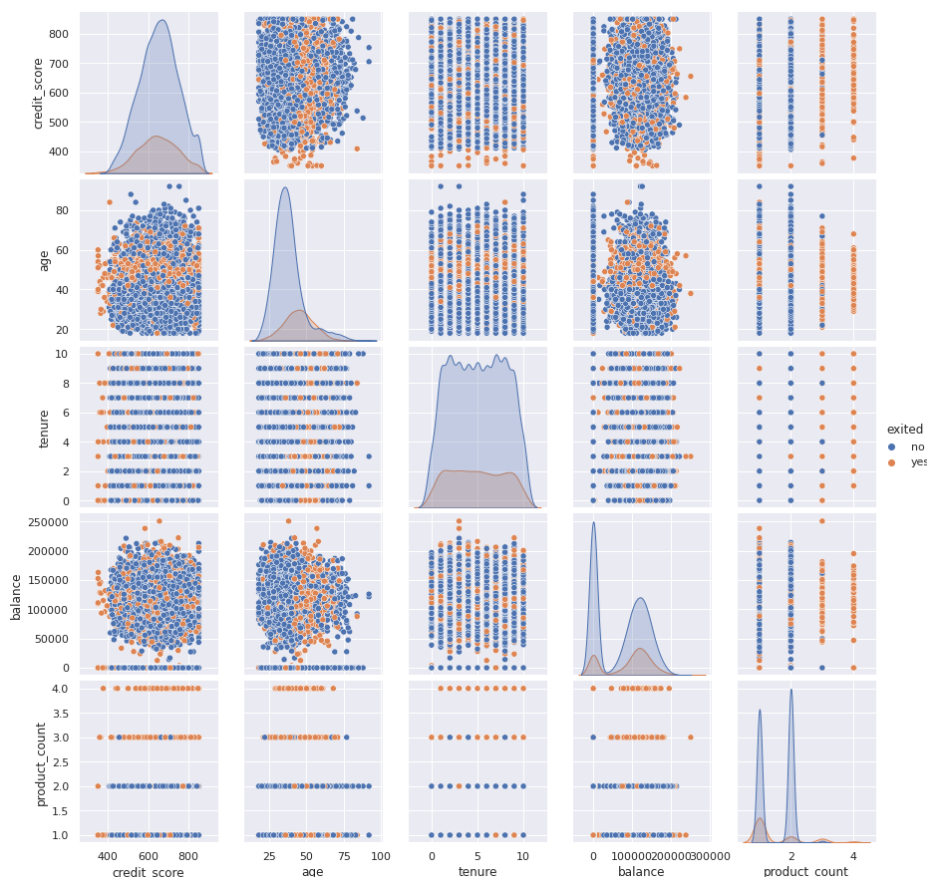 800
700
600
500
400
credit_score
80
60
40
20
age
10
8
6
4
2
0
tenure
exited
no
yes
250000
200000
150000
100000
50000
0
balance
4.0
3.5
3.0
2.5
2.0
1.5
1.0
product_count
400 600 800
25 50 75 100
0 5 10
0 100000 200000 300000
2 4
credit_score age tenure balance product_count